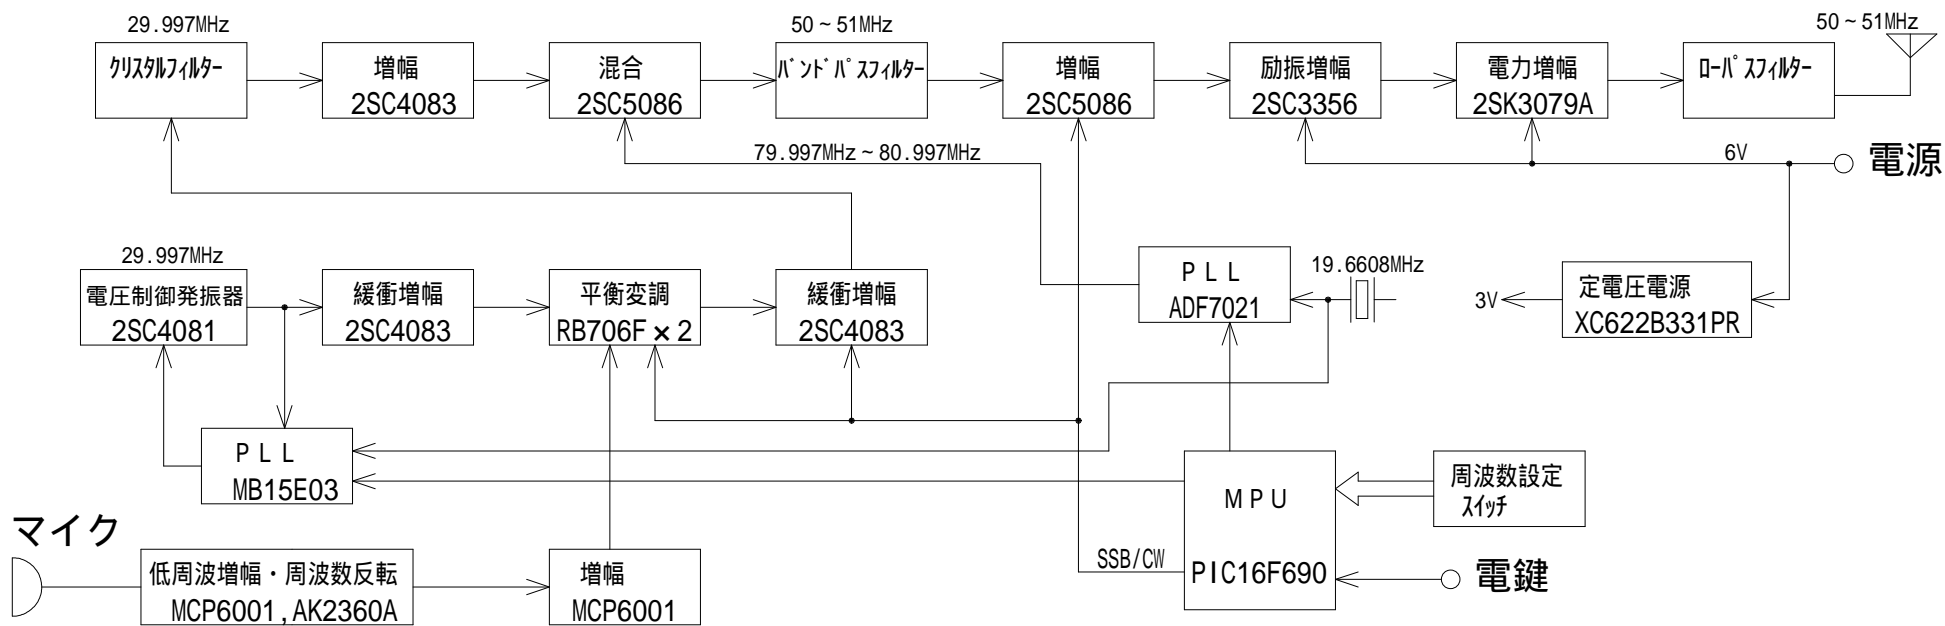 29.997MHz
クリスタルフィルター
増幅
2SC4083
混合
2SC5086
50～51MHz
バンドパスフィルター
増幅
2SC5086
励振増幅
2SC3356
電力増幅
2SK3079A
ローパスフィルター
50～51MHz
79.997MHz～80.997MHz
6V
電源
29.997MHz
電圧制御発振器
2SC4081
緩衝増幅
2SC4083
平衡変調
RB706F×2
緩衝増幅
2SC4083
PLL
ADF7021
19.6608MHz
3V
定電圧電源
XC622B331PR
PLL
MB15E03
MPU
PIC16F690
周波数設定
スイッチ
SSB/CW
電鍵
マイク
低周波増幅・周波数反転
MCP6001,AK2360A
増幅
MCP6001